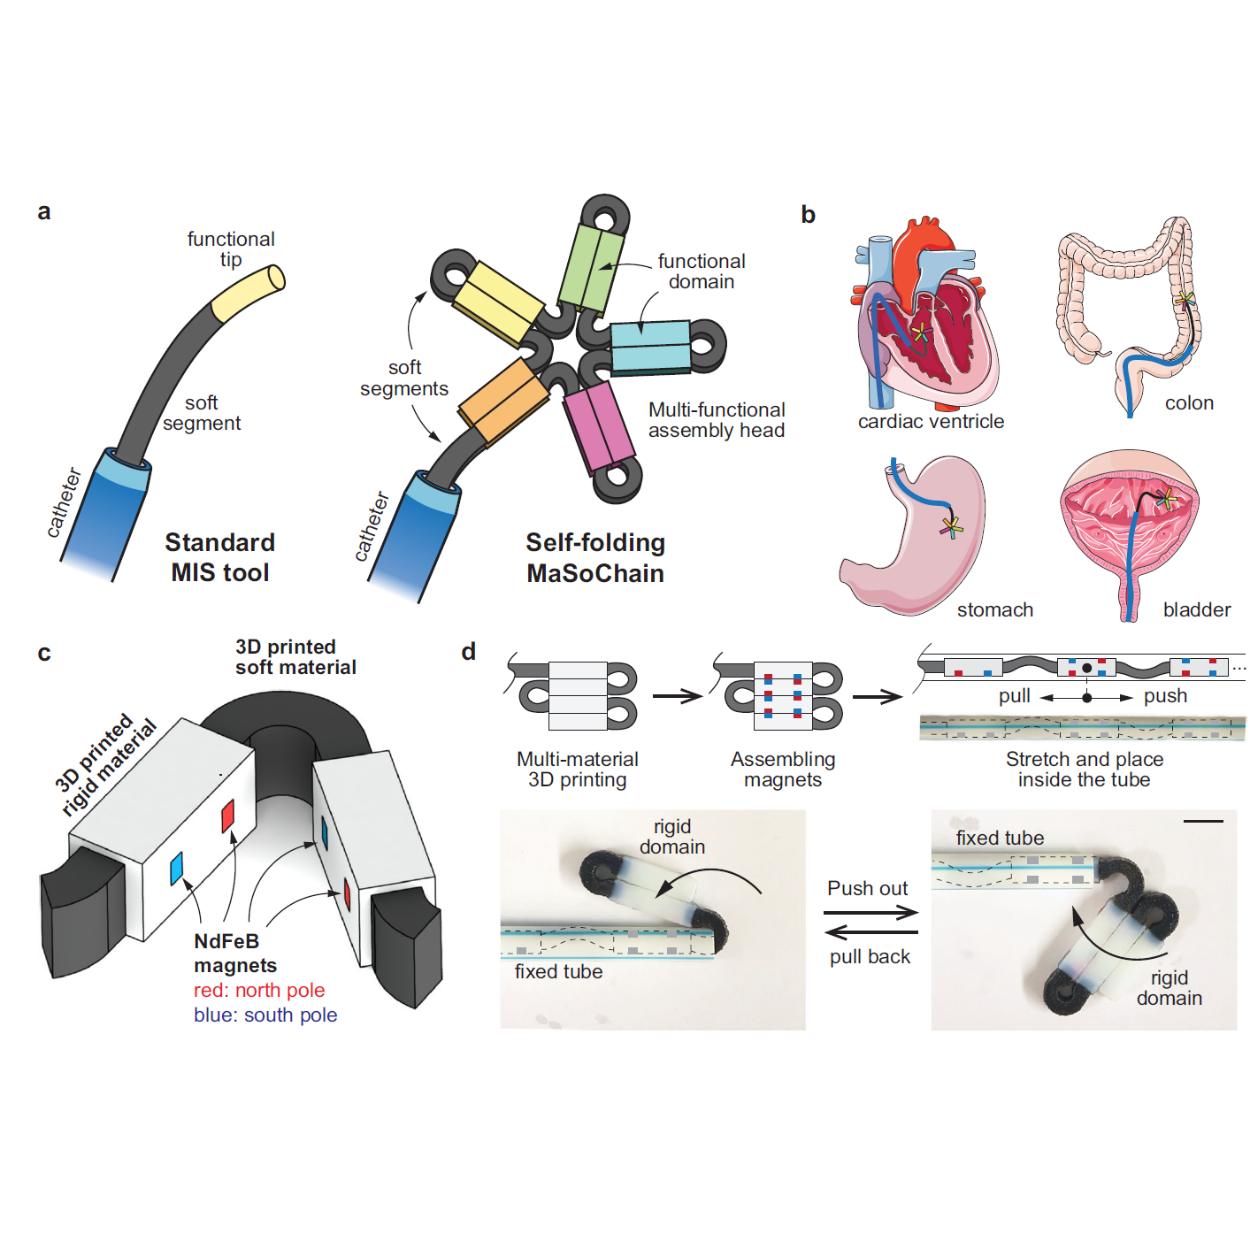 a
functional
tip
soft
segment
catheter
Standard
MIS tool
functional
domain
soft
segments
Multi-functional
assembly head
catheter
Self-folding
MaSoChain
b
cardiac ventricle
colon
stomach
bladder
c
3D printed
soft material
3D printed
rigid material
NdFeB
magnets
red: north pole
blue: south pole
d
Multi-material
3D printing
Assembling
magnets
...
pull
push
Stretch and place
inside the tube
rigid
domain
fixed tube
Push out
pull back
fixed tube
rigid
domain